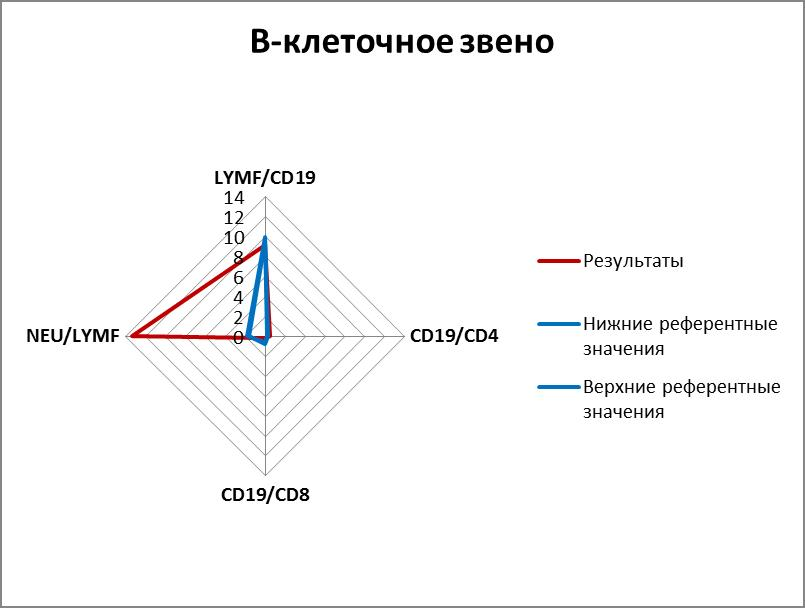 В-клеточное звено
LYMF/CD19
14
12
10
8
6
4
2
0
NEU/LYMF
CD19/CD4
CD19/CD8
Результаты
Нижние референтные
значения
Верхние референтные
значения